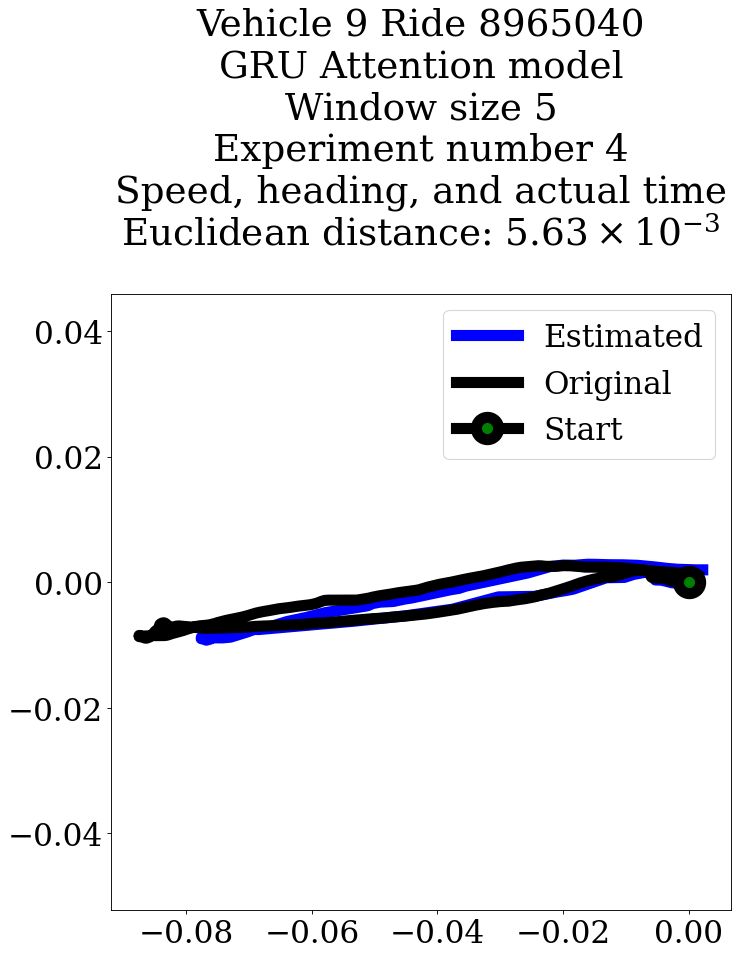 Vehicle 9 Ride 8965040
GRU Attention model
Window size 5
Experiment number 4
Speed, heading, and actual time
Euclidean distance: 5.63 × 10⁻³
Estimated
Original
Start
0.04
0.02
0.00
−0.02
−0.04
−0.08 −0.06 −0.04 −0.02 0.00